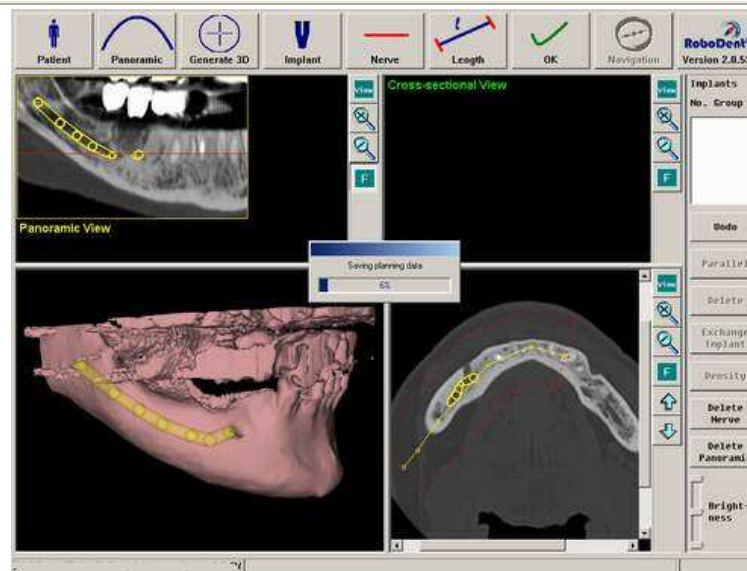 Patient
Panoramic
Generate 3D
Implant
Nerve
Length
OK
Navigation
RoboDent
Version 2.0.5
View
Cross-sectional View
View
Implants
No. Group
F
F
Panoramic View
Undo
Saving planning data
6%
Parallel
View
Delete
Exchange
Implant
F
Density
Delete
Nerve
Delete
Panoramic
Bright-
ness